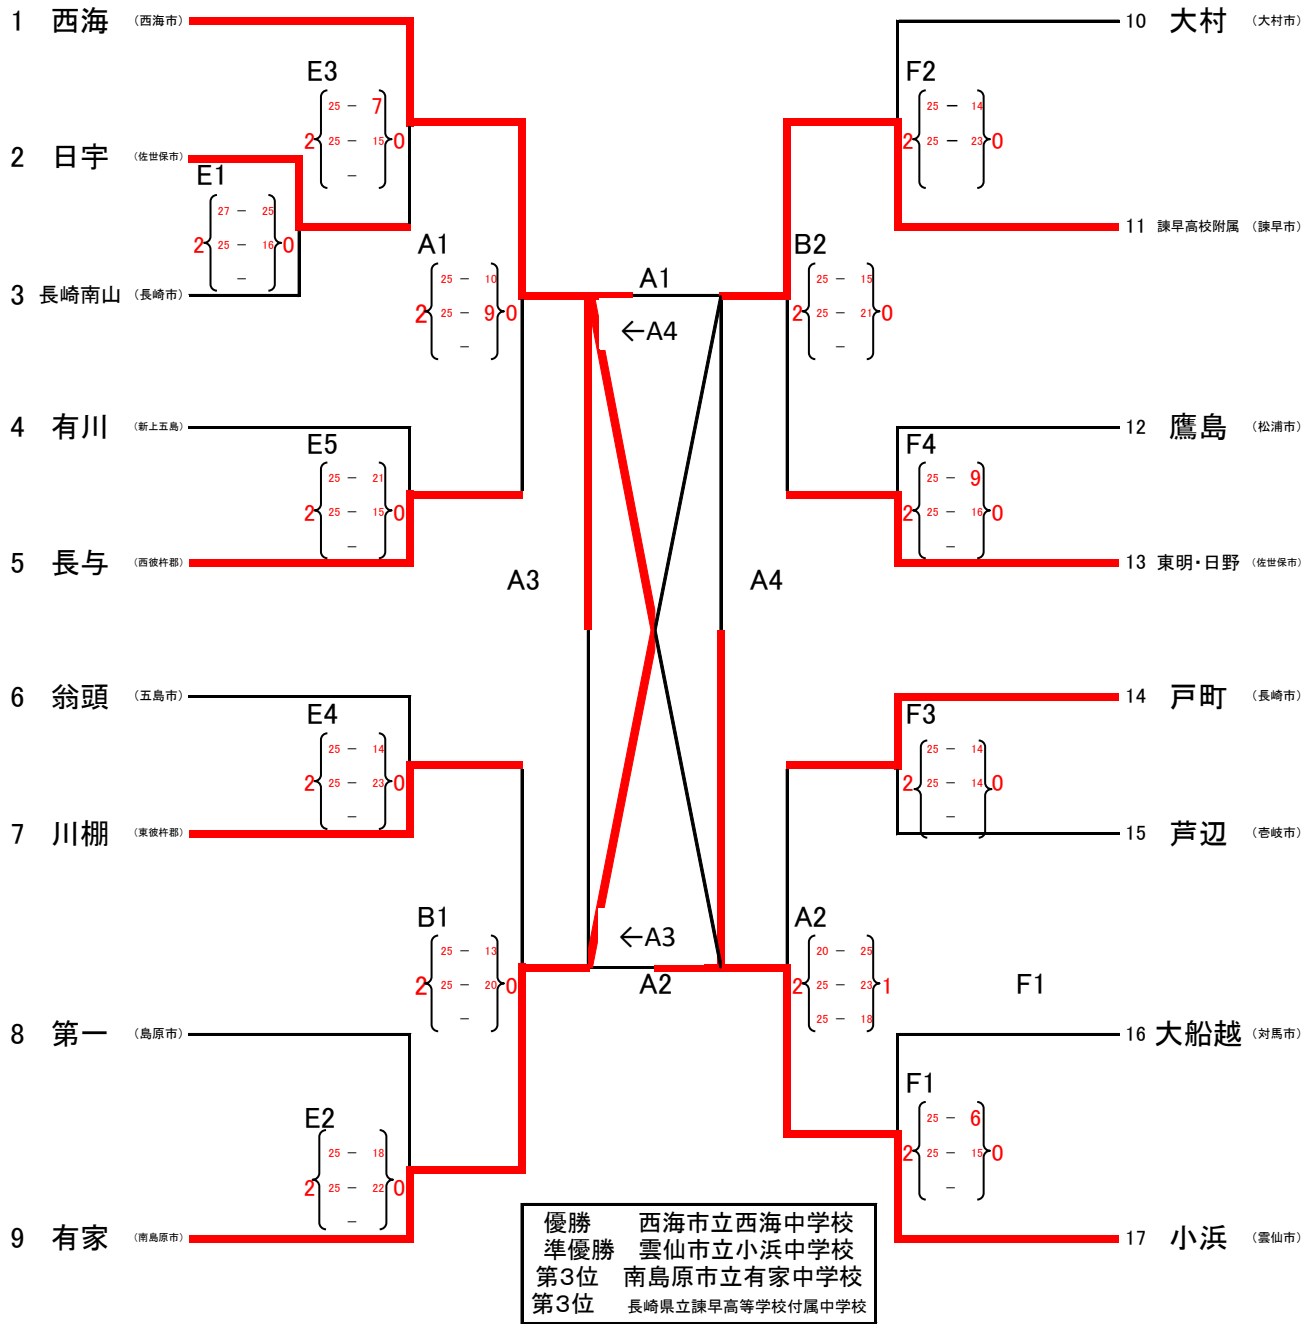 1 西海 (西海市)
E3
25 - 7
2 25 - 15 0
-
2 日宇 (佐世保市)
E1
27 - 25
2 25 - 16 0
-
3 長崎南山 (長崎市)
A1
25 - 10
2 25 - 9 0
-
4 有川 (新上五島)
E5
25 - 21
2 25 - 15 0
-
5 長与 (西彼杵郡)
6 翁頭 (五島市)
E4
25 - 14
2 25 - 23 0
-
7 川棚 (東彼杵郡)
B1
25 - 13
2 25 - 20 0
-
8 第一 (島原市)
E2
25 - 18
2 25 - 22 0
-
9 有家 (南島原市)
A1
←A4
A3
A4
←A3
A2
10 大村 (大村市)
F2
25 - 14
2 25 - 23 0
11 諫早高校附属 (諫早市)
B2
25 - 15
2 25 - 21 0
-
12 鷹島 (松浦市)
F4
25 - 9
2 25 - 16 0
-
13 東明・日野 (佐世保市)
14 戸町 (長崎市)
F3
25 - 14
2 25 - 14 0
-
15 芦辺 (壱岐市)
A2
20 - 25
2 25 - 23 1
25 - 18
F1
16 大船越 (対馬市)
F1
25 - 6
2 25 - 15 0
-
17 小浜 (雲仙市)
優勝 西海市立西海中学校
準優勝 雲仙市立小浜中学校
第3位 南島原市立有家中学校
第3位 長崎県立諫早高等学校付属中学校